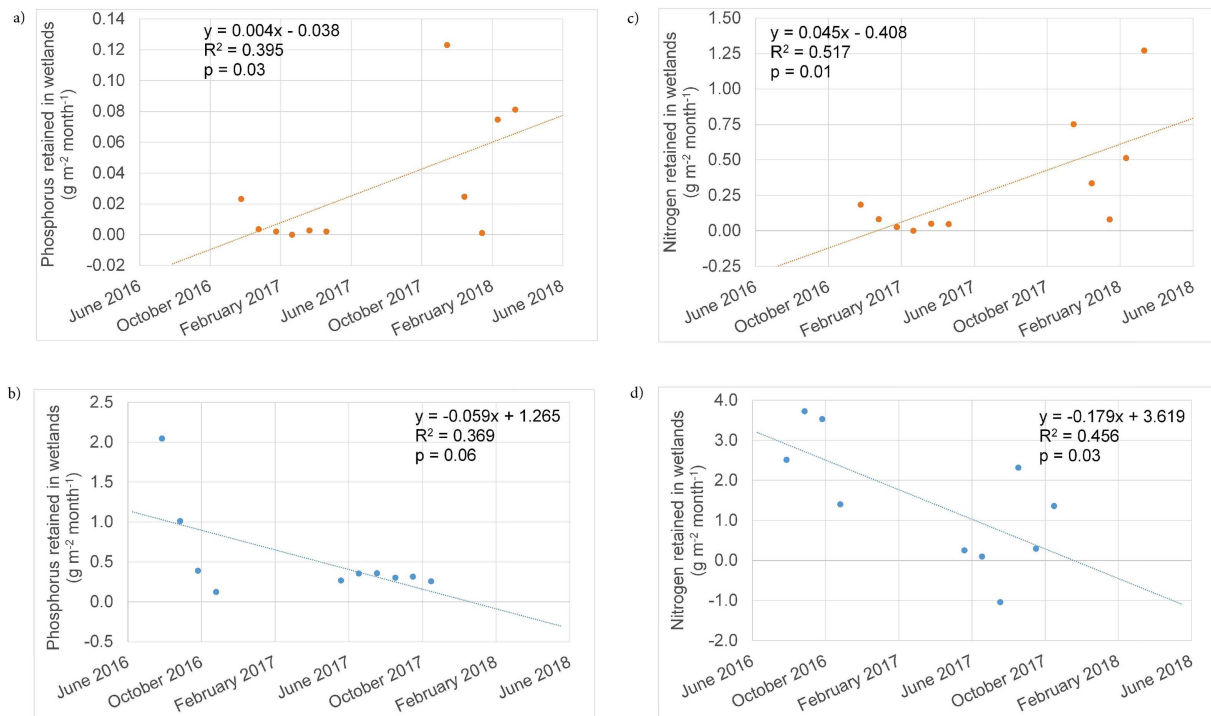 a)
Phosphorus retained in wetlands
(g m⁻² month⁻¹)
0.14
0.12
0.10
0.08
0.06
0.04
0.02
0.00
-0.02
y = 0.004x - 0.038
R² = 0.395
p = 0.03
June 2016
October 2016
February 2017
June 2017
October 2017
February 2018
June 2018
c)
Nitrogen retained in wetlands
(g m⁻² month⁻¹)
1.50
1.25
1.00
0.75
0.50
0.25
0.00
-0.25
y = 0.045x - 0.408
R² = 0.517
p = 0.01
June 2016
October 2016
February 2017
June 2017
October 2017
February 2018
June 2018
b)
Phosphorus retained in wetlands
(g m⁻² month⁻¹)
2.5
2.0
1.5
1.0
0.5
0.0
-0.5
y = -0.059x + 1.265
R² = 0.369
p = 0.06
June 2016
October 2016
February 2017
June 2017
October 2017
February 2018
June 2018
d)
Nitrogen retained in wetlands
(g m⁻² month⁻¹)
4.0
3.0
2.0
1.0
0.0
-1.0
-2.0
y = -0.179x + 3.619
R² = 0.456
p = 0.03
June 2016
October 2016
February 2017
June 2017
October 2017
February 2018
June 2018